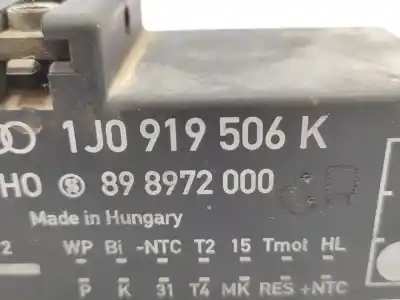 1J0 919 506 K
HO 89 8972 000
Made in Hungary
2 WP Bi -NTC T2 15 Tmot HL
P K 31 T4 MK RES +NTC